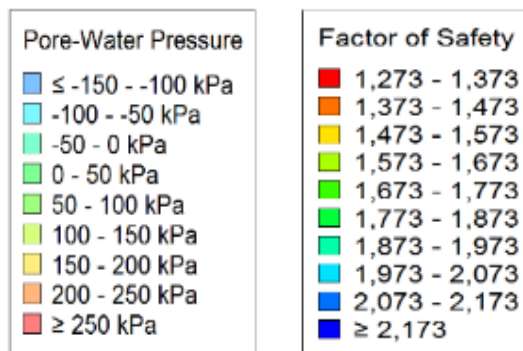 Pore-Water Pressure
≤ -150 - -100 kPa
-100 - -50 kPa
-50 - 0 kPa
0 - 50 kPa
50 - 100 kPa
100 - 150 kPa
150 - 200 kPa
200 - 250 kPa
≥ 250 kPa
Factor of Safety
1,273 - 1,373
1,373 - 1,473
1,473 - 1,573
1,573 - 1,673
1,673 - 1,773
1,773 - 1,873
1,873 - 1,973
1,973 - 2,073
2,073 - 2,173
≥ 2,173